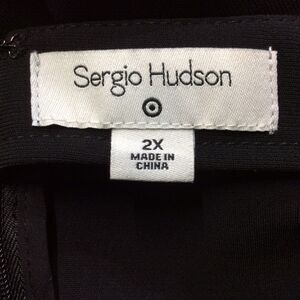 Sergio Hudson
2X
MADE IN
CHINA